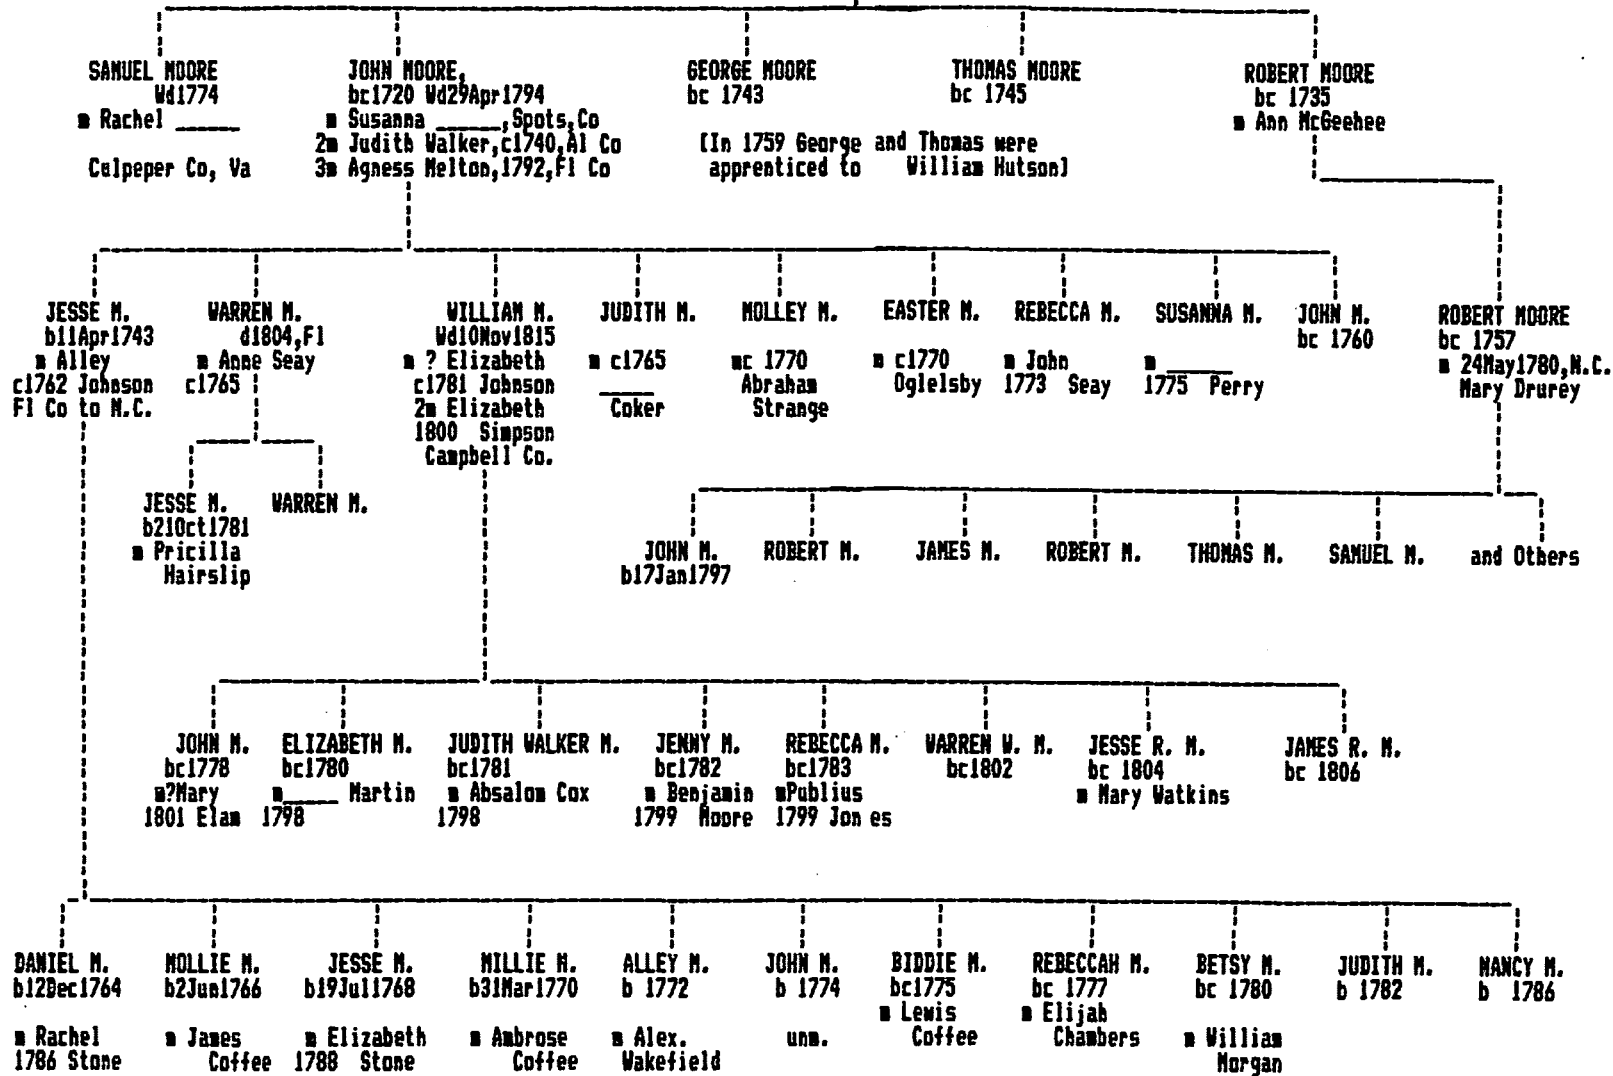 SAMUEL MOORE
Wd1774
m Rachel ______
Culpeper Co, Va
JOHN MOORE,
bc1720 Wd29Apr1794
m Susanna _____,Spots,Co
2m Judith Walker,c1740,Al Co
3m Agness Melton,1792,Fl Co
GEORGE MOORE
bc 1743
THOMAS MOORE
bc 1745
[In 1759 George and Thomas were
apprenticed to William Hutson]
ROBERT MOORE
bc 1735
m Ann McGeehee
JESSE M.
b11Apr1743
m Alley
c1762 Johnson
Fl Co to N.C.
WARREN M.
d1804,Fl
m Anne Seay
c1765
WILLIAM M.
Wd10Nov1815
m ? Elizabeth
c1781 Johnson
2m Elizabeth
1800 Simpson
Campbell Co.
JUDITH M.
m c1765
_____
Coker
MOLLEY M.
mc 1770
Abraham
Strange
EASTER M.
m c1770
Oglelsby
REBECCA M.
m John
1773 Seay
SUSANNA M.
m ______
1775 Perry
JOHN M.
bc 1760
ROBERT MOORE
bc 1757
m 24May1780,N.C.
Mary Drurey
JESSE M.
b21Oct1781
m Pricilla
Hairslip
WARREN M.
JOHN M.
b17Jan1797
ROBERT M.
JAMES M.
ROBERT M.
THOMAS M.
SAMUEL M.
and Others
JOHN M.
bc1778
m?Mary
1801 Elam
ELIZABETH M.
bc1780
m_____ Martin
1798
JUDITH WALKER M.
bc1781
m Absalom Cox
1798
JENNY M.
bc1782
m Benjamin
1799 Moore
REBECCA M.
bc1783
mPublius
1799 Jon es
WARREN W. M.
bc1802
JESSE R. M.
bc 1804
m Mary Watkins
JAMES R. M.
bc 1806
DANIEL M.
b12Dec1764
m Rachel
1786 Stone
MOLLIE M.
b2Jun1766
m James
Coffee
JESSE M.
b19Jul1768
m Elizabeth
1788 Stone
MILLIE M.
b31Mar1770
m Ambrose
Coffee
ALLEY M.
b 1772
m Alex.
Wakefield
JOHN M.
b 1774
unm.
BIDDIE M.
bc1775
m Lewis
Coffee
REBECCAH M.
bc 1777
m Elijah
Chambers
BETSY M.
bc 1780
m William
Morgan
JUDITH M.
b 1782
NANCY M.
b 1786